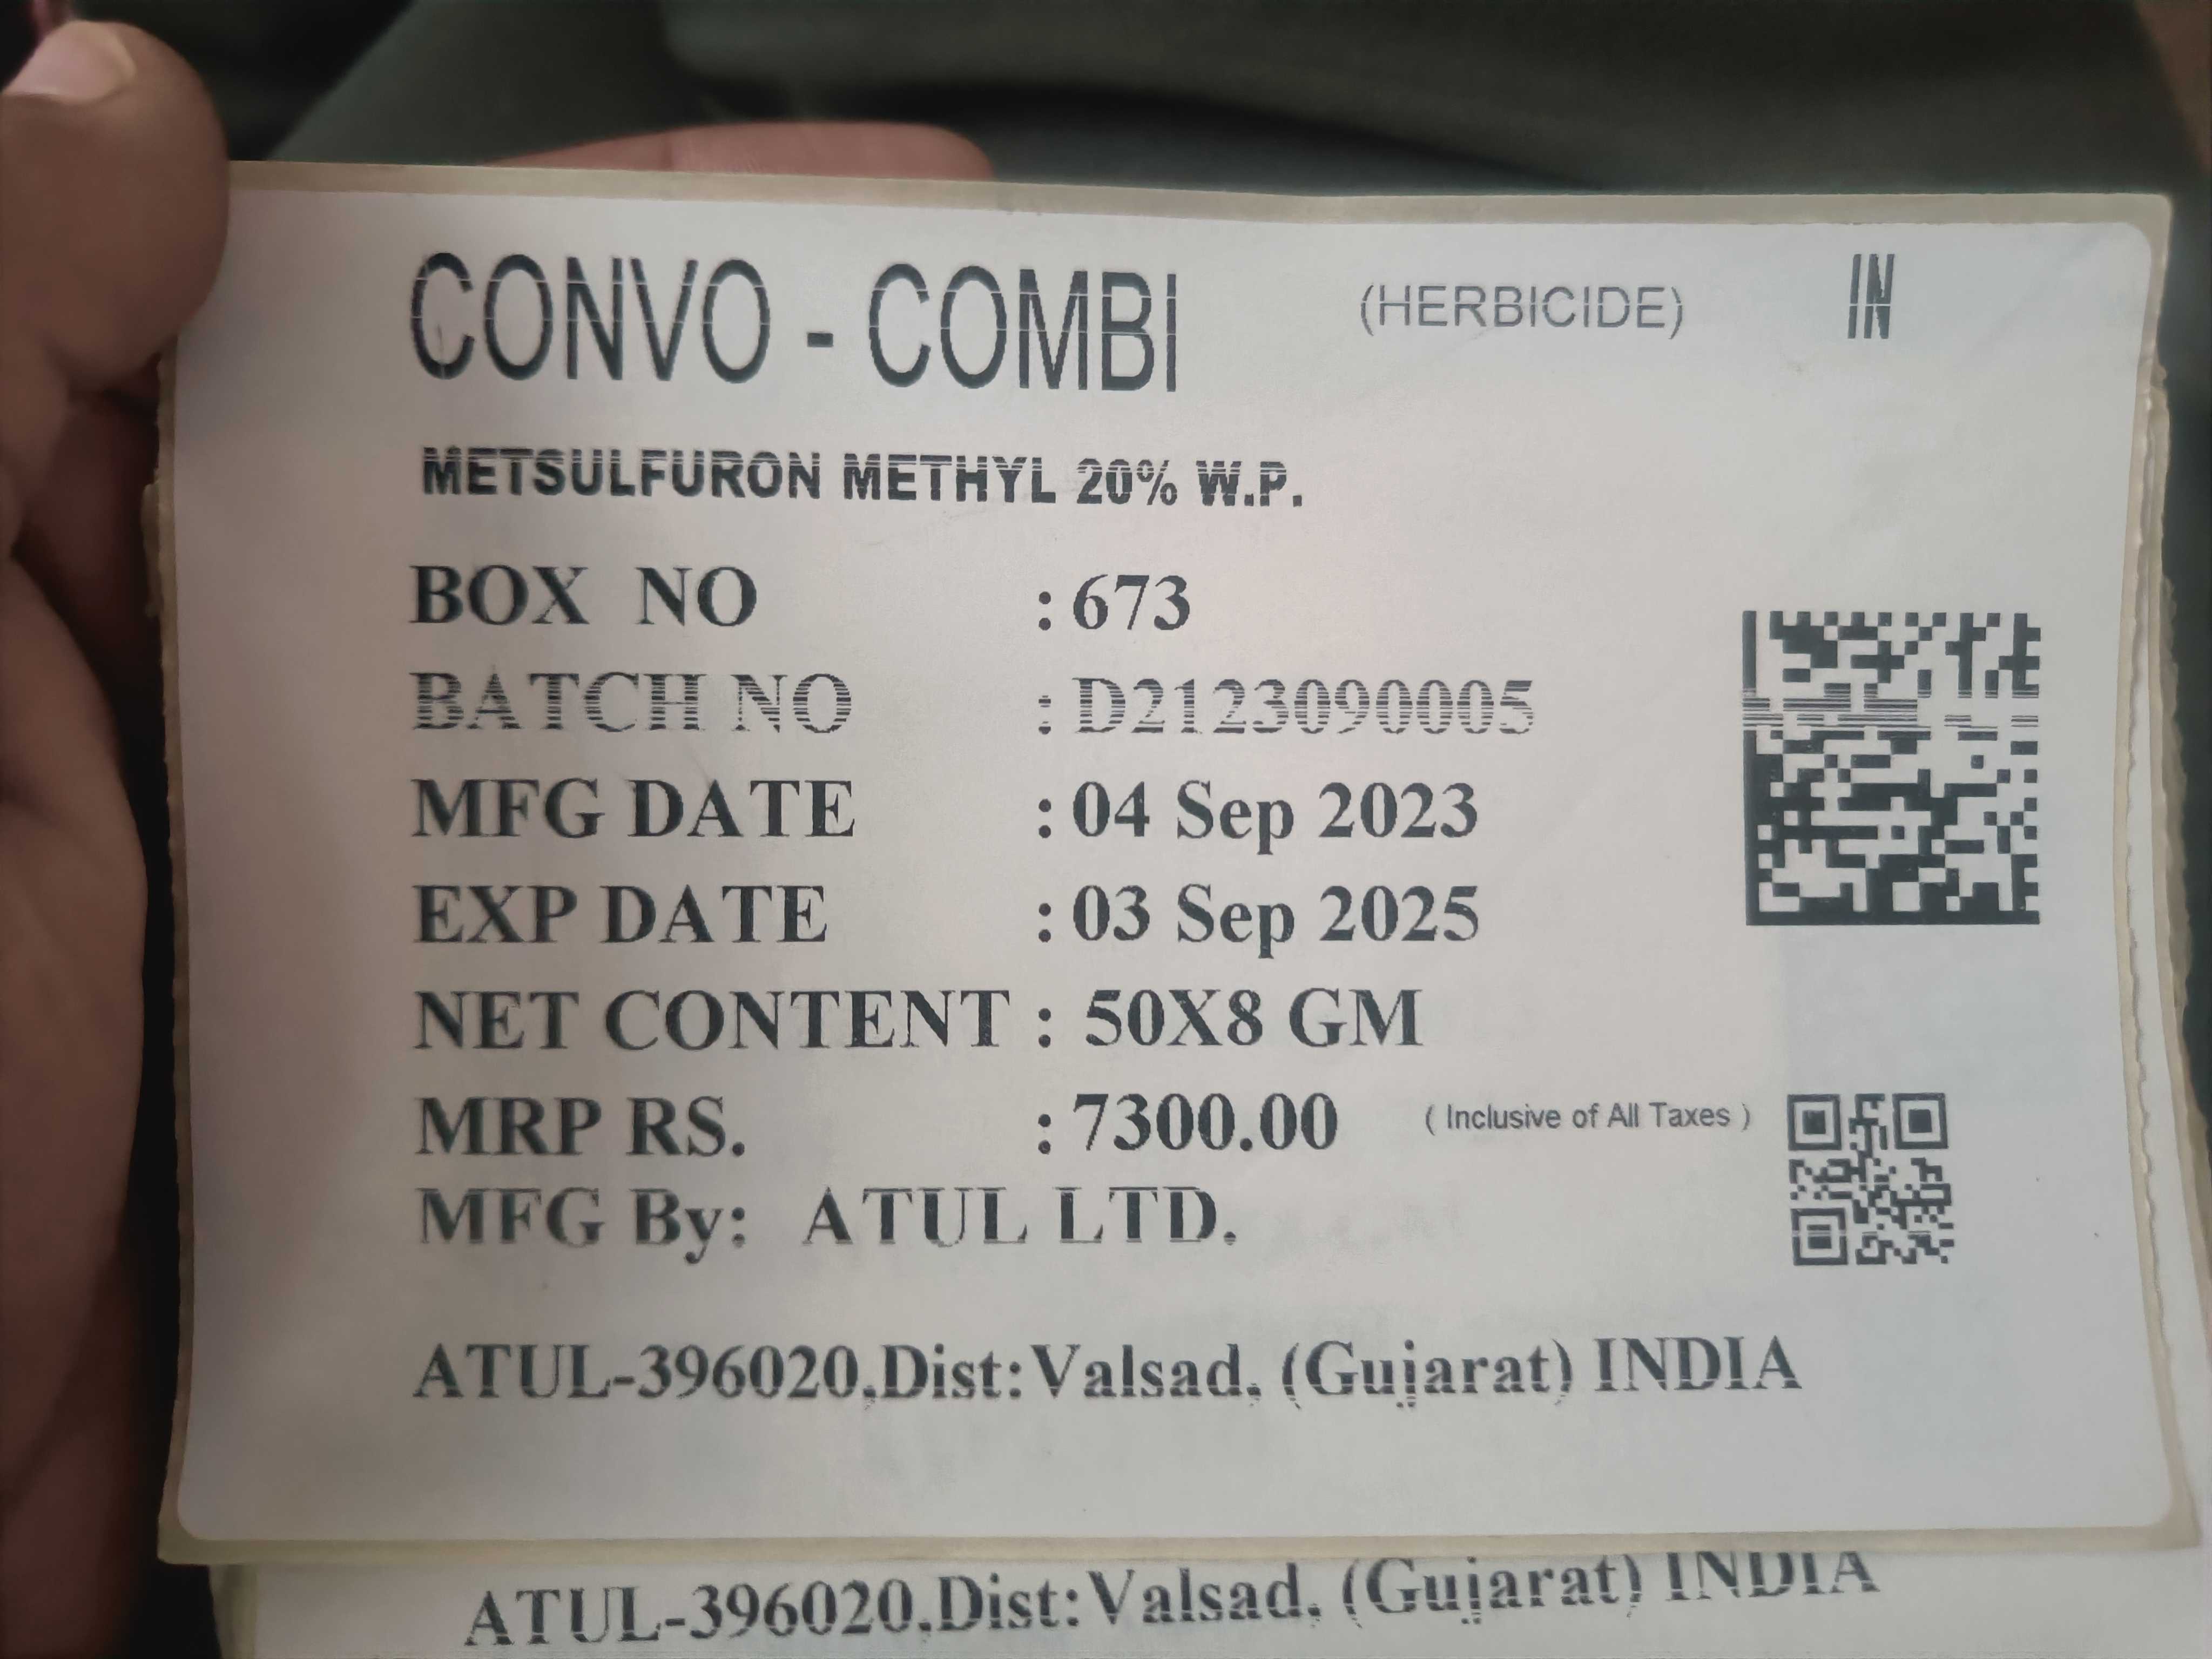 CONVO - COMBI (HERBICIDE) IN
METSULFURON METHYL 20% W.P.
BOX NO : 673
BATCH NO : D2123090005
MFG DATE : 04 Sep 2023
EXP DATE : 03 Sep 2025
NET CONTENT : 50X8 GM
MRP RS. : 7300.00 ( Inclusive of All Taxes )
MFG By: ATUL LTD.
ATUL-396020,Dist:Valsad, (Gujarat) INDIA
ATUL-396020,Dist:Valsad, (Gujarat) INDIA